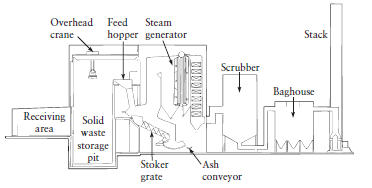 Overhead
crane
Feed
hopper
Steam
generator
Stack
Scrubber
Baghouse
Receiving
area
Solid
waste
storage
pit
Stoker
grate
Ash
conveyor